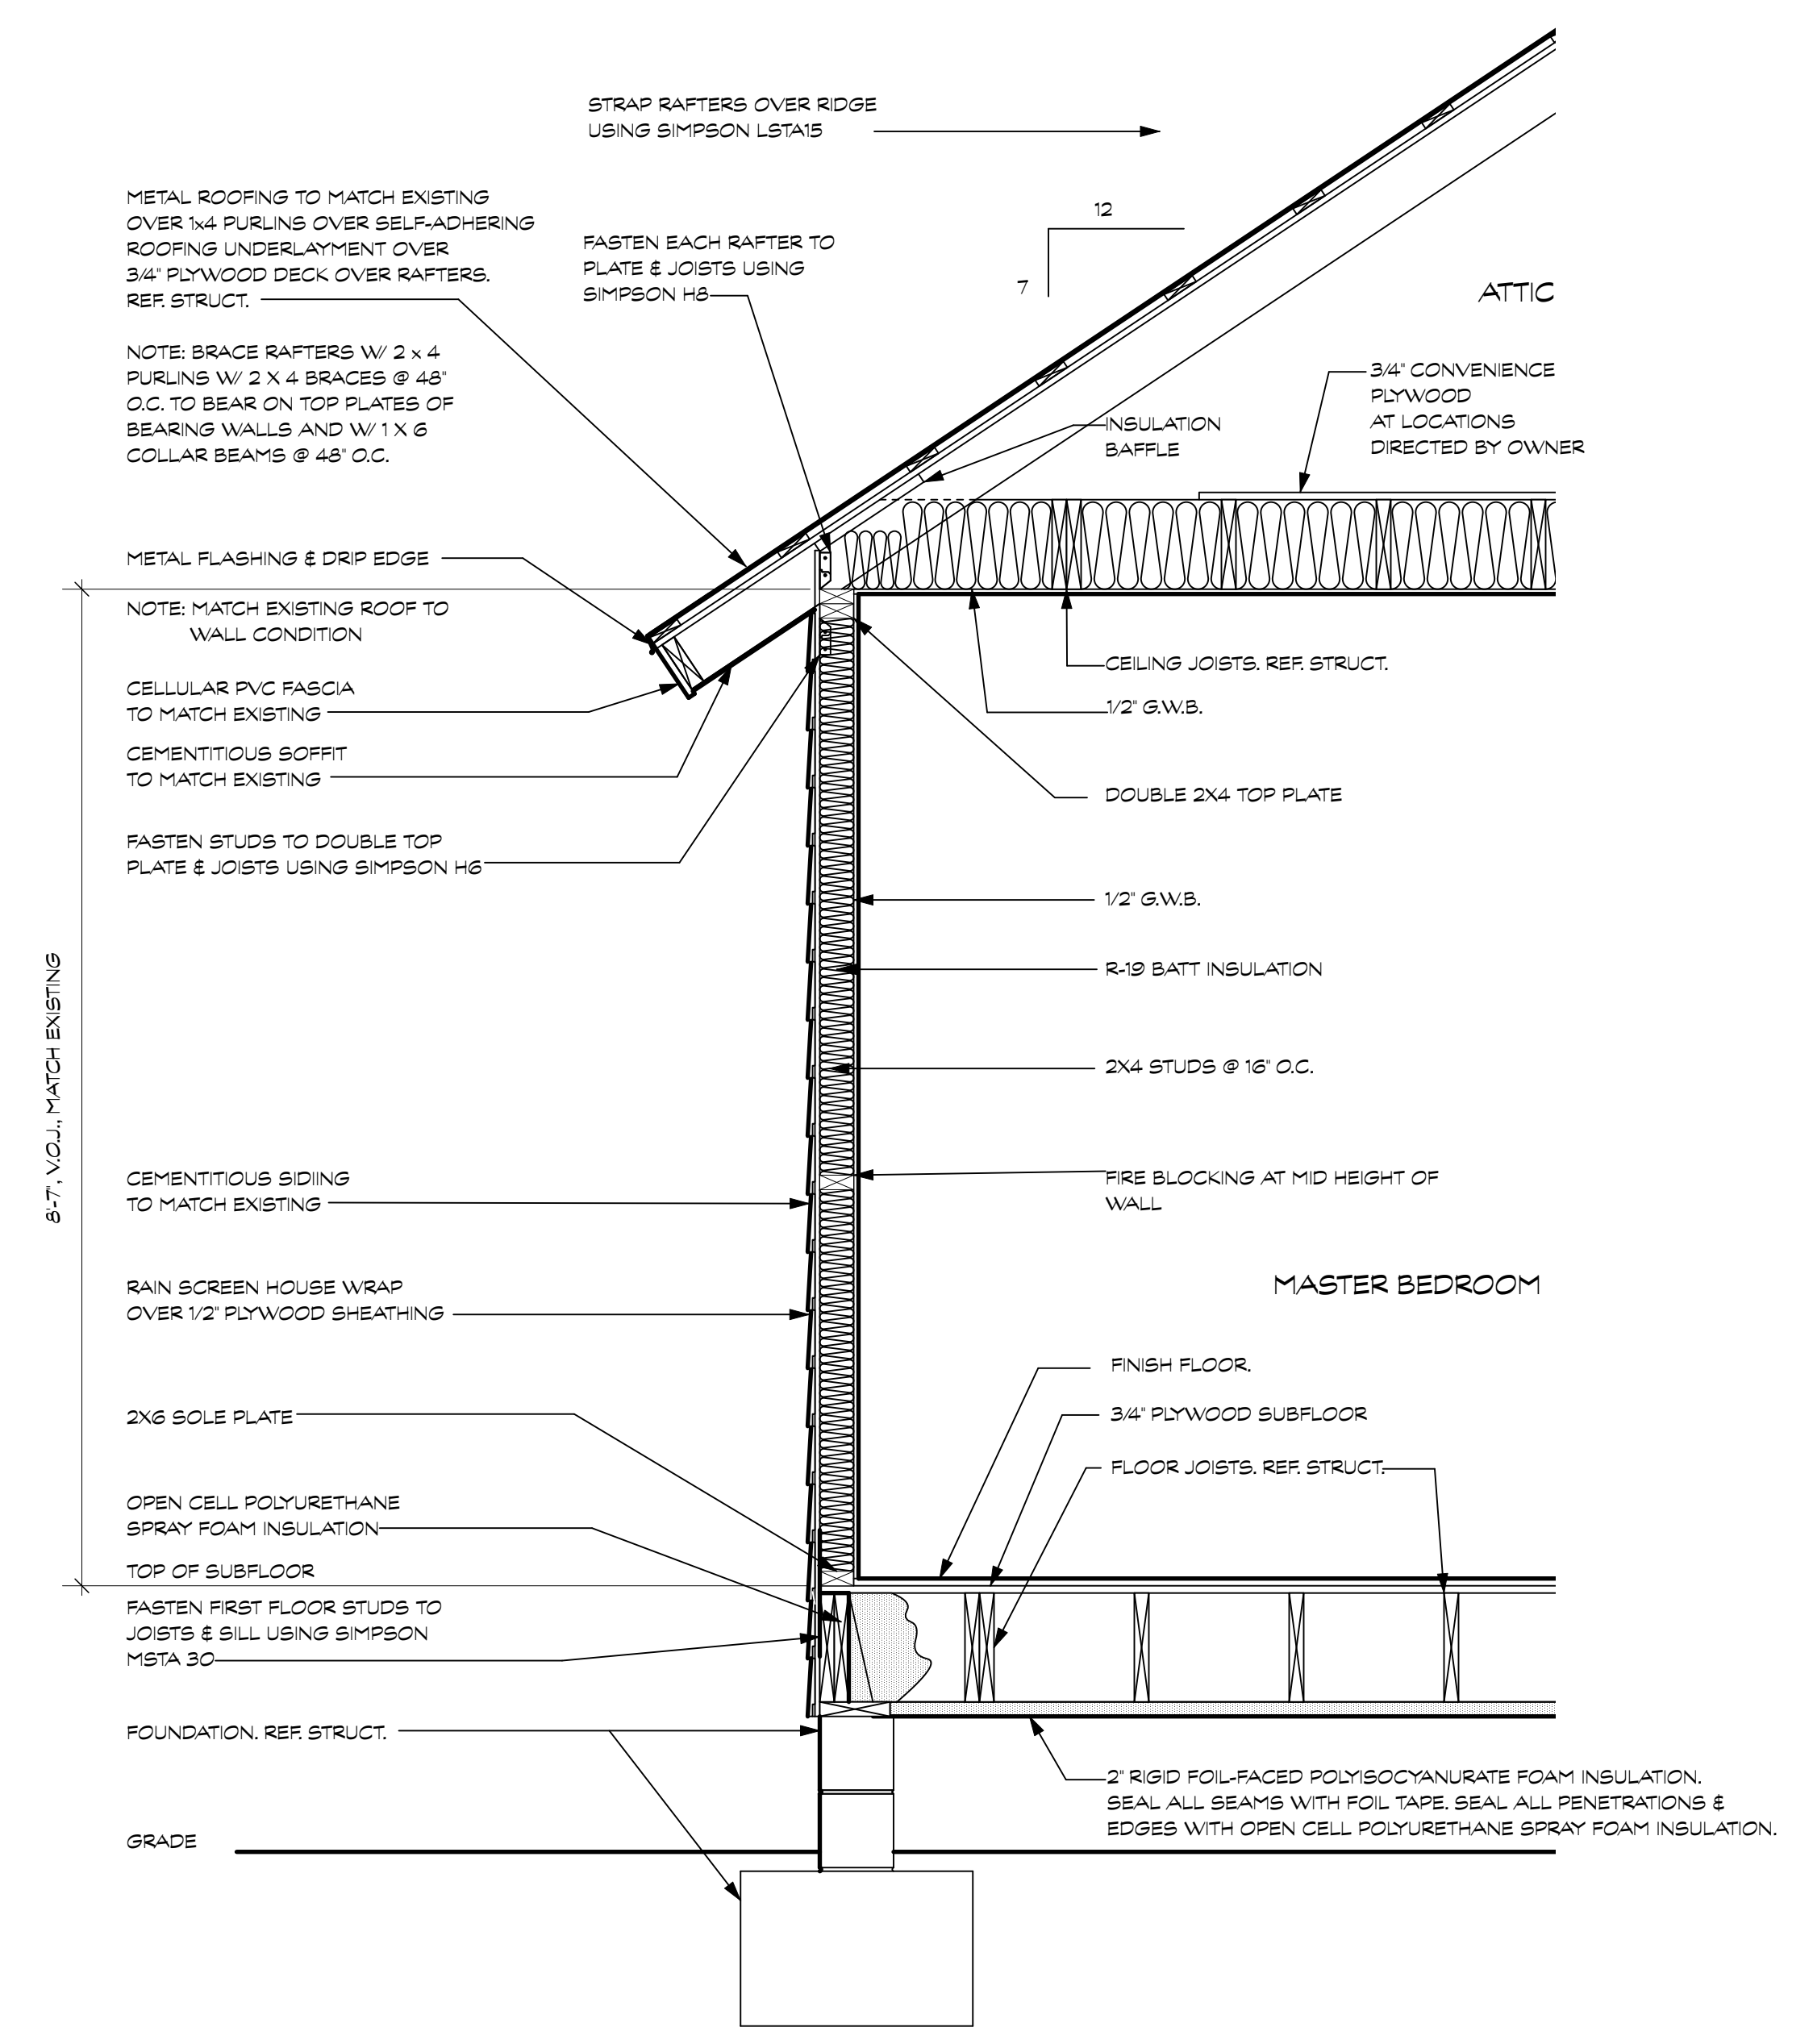 STRAP RAFTERS OVER RIDGE
USING SIMPSON LSTA15
METAL ROOFING TO MATCH EXISTING
OVER 1x4 PURLINS OVER SELF-ADHERING
ROOFING UNDERLAYMENT OVER
3/4" PLYWOOD DECK OVER RAFTERS.
REF. STRUCT.
FASTEN EACH RAFTER TO
PLATE & JOISTS USING
SIMPSON H8
12
7
ATTIC
NOTE: BRACE RAFTERS W/ 2 x 4
PURLINS W/ 2 X 4 BRACES @ 48"
O.C. TO BEAR ON TOP PLATES OF
BEARING WALLS AND W/ 1 X 6
COLLAR BEAMS @ 48" O.C.
3/4" CONVENIENCE
PLYWOOD
AT LOCATIONS
DIRECTED BY OWNER
INSULATION
BAFFLE
METAL FLASHING & DRIP EDGE
NOTE: MATCH EXISTING ROOF TO
WALL CONDITION
CELLULAR PVC FASCIA
TO MATCH EXISTING
CEMENTITIOUS SOFFIT
TO MATCH EXISTING
FASTEN STUDS TO DOUBLE TOP
PLATE & JOISTS USING SIMPSON H6
CEILING JOISTS. REF. STRUCT.
1/2" G.W.B.
DOUBLE 2X4 TOP PLATE
1/2" G.W.B.
R-19 BATT INSULATION
2X4 STUDS @ 16" O.C.
8'-7", V.O.J., MATCH EXISTING
CEMENTITIOUS SIDIING
TO MATCH EXISTING
FIRE BLOCKING AT MID HEIGHT OF
WALL
RAIN SCREEN HOUSE WRAP
OVER 1/2" PLYWOOD SHEATHING
MASTER BEDROOM
FINISH FLOOR.
3/4" PLYWOOD SUBFLOOR
FLOOR JOISTS. REF. STRUCT.
2X6 SOLE PLATE
OPEN CELL POLYURETHANE
SPRAY FOAM INSULATION
TOP OF SUBFLOOR
FASTEN FIRST FLOOR STUDS TO
JOISTS & SILL USING SIMPSON
MSTA 30
FOUNDATION. REF. STRUCT.
2" RIGID FOIL-FACED POLYISOCYANURATE FOAM INSULATION.
SEAL ALL SEAMS WITH FOIL TAPE. SEAL ALL PENETRATIONS &
EDGES WITH OPEN CELL POLYURETHANE SPRAY FOAM INSULATION.
GRADE